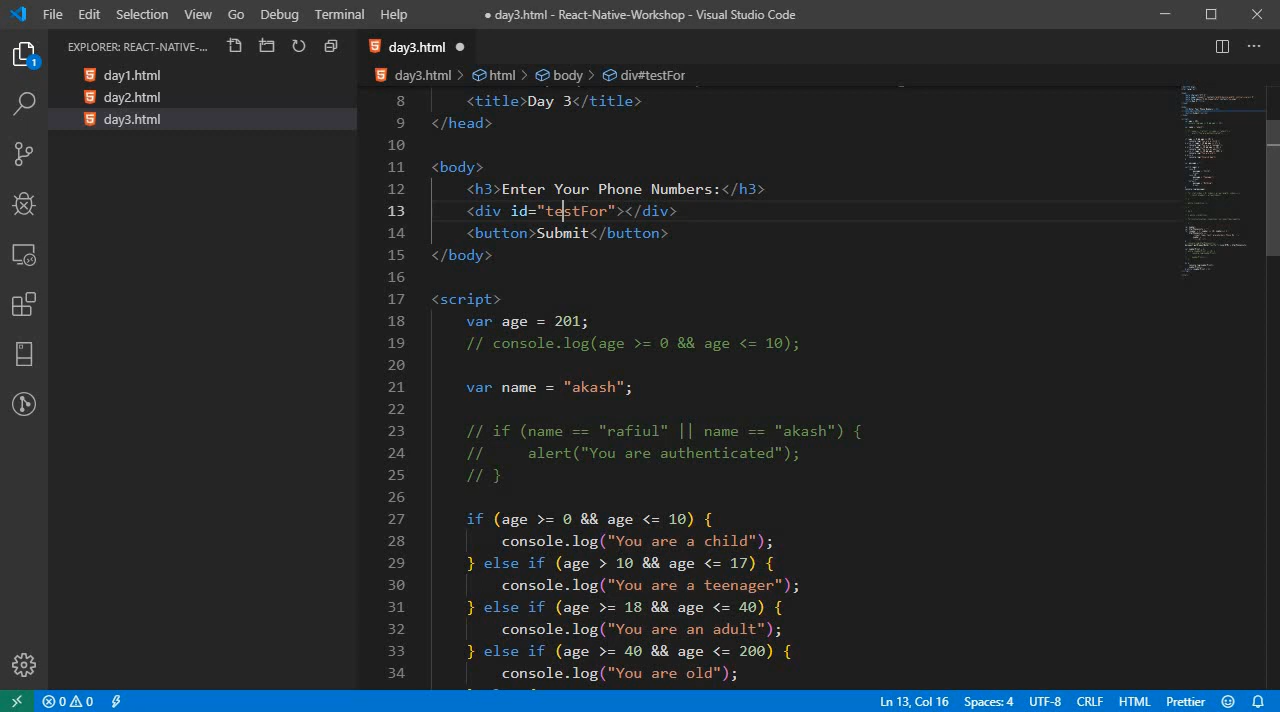 File Edit Selection View Go Debug Terminal Help
● day3.html - React-Native-Workshop - Visual Studio Code
EXPLORER: REACT-NATIVE-...
1
day1.html
day2.html
day3.html
day3.html ●
day3.html > html > body > div#testFor
8 <title>Day 3</title>
9 </head>
10
11 <body>
12 <h3>Enter Your Phone Numbers:</h3>
13 <div id="testFor"></div>
14 <button>Submit</button>
15 </body>
16
17 <script>
18 var age = 201;
19 // console.log(age >= 0 && age <= 10);
20
21 var name = "akash";
22
23 // if (name == "rafiul" || name == "akash") {
24 // alert("You are authenticated");
25 // }
26
27 if (age >= 0 && age <= 10) {
28 console.log("You are a child");
29 } else if (age > 10 && age <= 17) {
30 console.log("You are a teenager");
31 } else if (age >= 18 && age <= 40) {
32 console.log("You are an adult");
33 } else if (age >= 40 && age <= 200) {
34 console.log("You are old");
0 0
Ln 13, Col 16 Spaces: 4 UTF-8 CRLF HTML Prettier